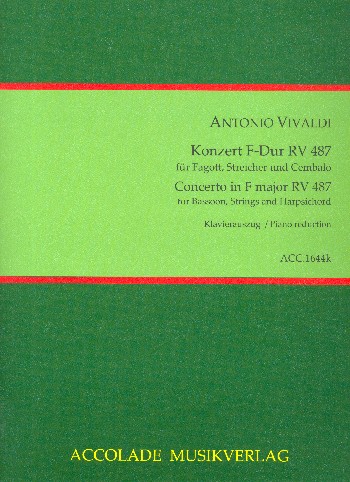 ANTONIO VIVALDI
Konzert F-Dur RV 487
für Fagott, Streicher und Cembalo
Concerto in F major RV 487
for Bassoon, Strings and Harpsichord
Klavierauszug / Piano reduction
ACC.1644k
ACCOLADE MUSIKVERLAG